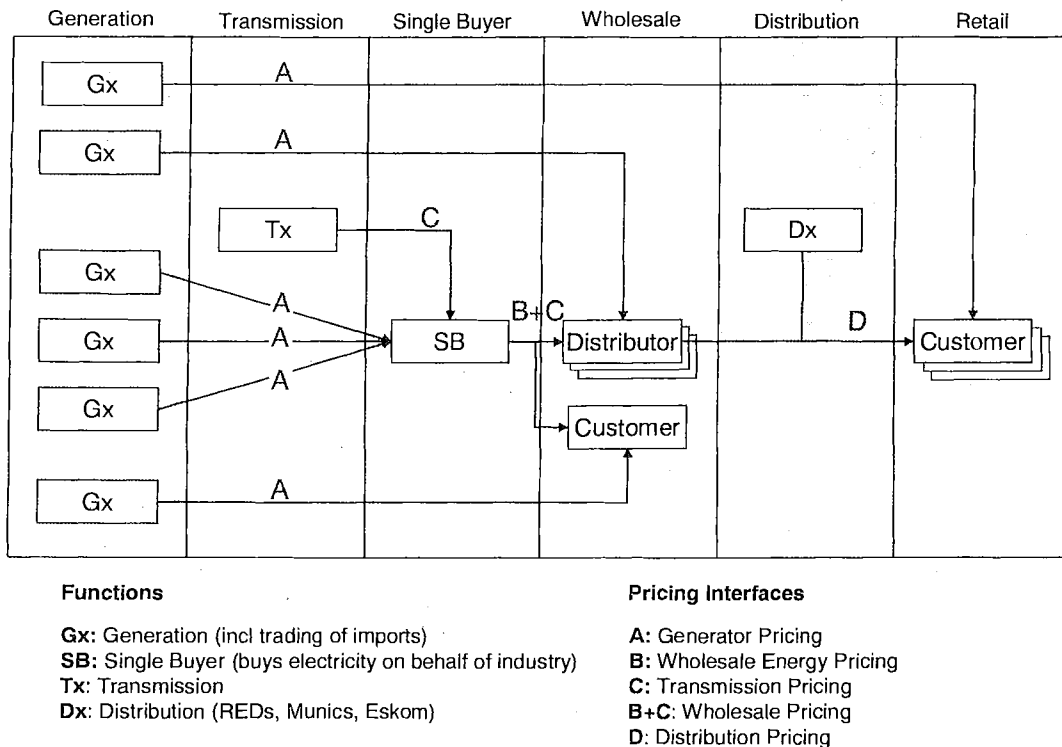 Generation Transmission Single Buyer Wholesale Distribution Retail
Gx
A
Gx
A
Tx
C
Dx
Gx
A
Gx
A
SB
B+C
Distributor
D
Customer
A
Gx
Customer
Gx
A
Functions
Gx: Generation (incl trading of imports)
SB: Single Buyer (buys electricity on behalf of industry)
Tx: Transmission
Dx: Distribution (REDs, Munics, Eskom)
Pricing Interfaces
A: Generator Pricing
B: Wholesale Energy Pricing
C: Transmission Pricing
B+C: Wholesale Pricing
D: Distribution Pricing